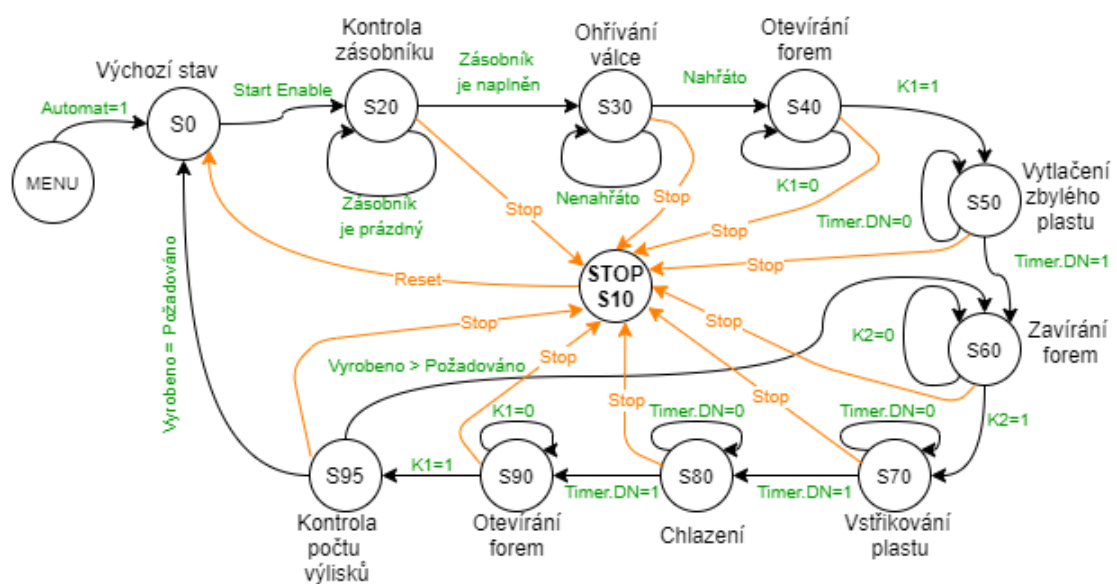 Kontrola
zásobníku
Ohřívání
válce
Otevírání
forem
Výchozí stav
Zásobník
je naplněn
Nahřáto
K1=1
Start Enable
Automat=1
S0
S20
S30
S40
MENU
Zásobník
je prázdný
Nenahřáto
K1=0
Stop
Stop
Stop
Timer.DN=0
S50
Vytlačení
zbylého
plastu
Stop
Timer.DN=1
Reset
STOP
S10
Stop
Stop
Stop
Stop
Stop
Vyrobeno = Požadováno
Vyrobeno > Požadováno
K2=0
S60
Zavírání
forem
K2=1
K1=0
Timer.DN=0
Timer.DN=0
S95
K1=1
S90
Timer.DN=1
S80
Timer.DN=1
S70
Kontrola
počtu
výlisků
Otevírání
forem
Chlazení
Vstřikování
plastu